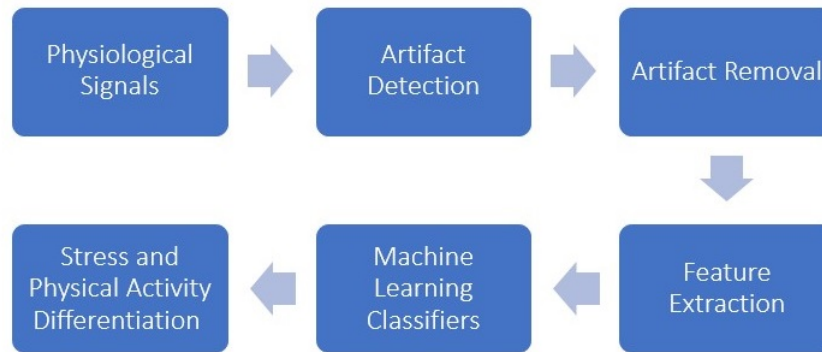 Physiological
Signals
Artifact
Detection
Artifact Removal
Feature
Extraction
Machine
Learning
Classifiers
Stress and
Physical Activity
Differentiation